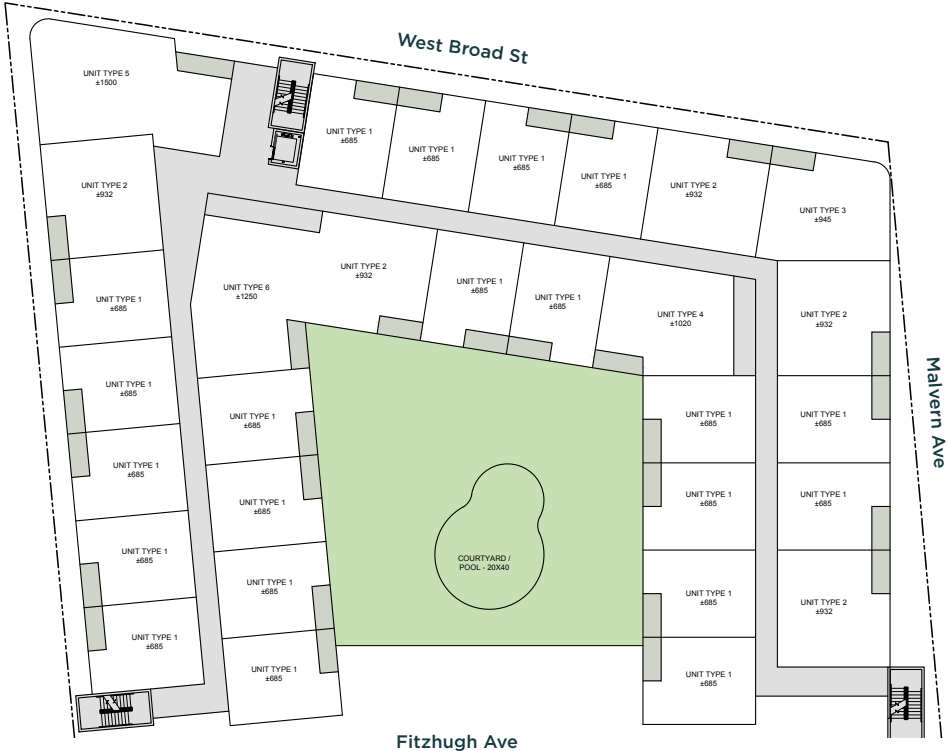 West Broad St
UNIT TYPE 5
±1500
UNIT TYPE 1
±685
UNIT TYPE 1
±685
UNIT TYPE 1
±685
UNIT TYPE 1
±685
UNIT TYPE 2
±932
UNIT TYPE 3
±945
UNIT TYPE 2
±932
UNIT TYPE 6
±1250
UNIT TYPE 2
±932
UNIT TYPE 1
±685
UNIT TYPE 1
±685
UNIT TYPE 4
±1020
UNIT TYPE 2
±932
UNIT TYPE 1
±685
UNIT TYPE 1
±685
UNIT TYPE 1
±685
UNIT TYPE 1
±685
UNIT TYPE 1
±685
Malvern Ave
UNIT TYPE 1
±685
UNIT TYPE 1
±685
UNIT TYPE 1
±685
UNIT TYPE 1
±685
UNIT TYPE 1
±685
COURTYARD /
POOL - 20X40
UNIT TYPE 1
±685
UNIT TYPE 1
±685
UNIT TYPE 2
±932
UNIT TYPE 1
±685
UNIT TYPE 1
±685
UNIT TYPE 1
±685
Fitzhugh Ave